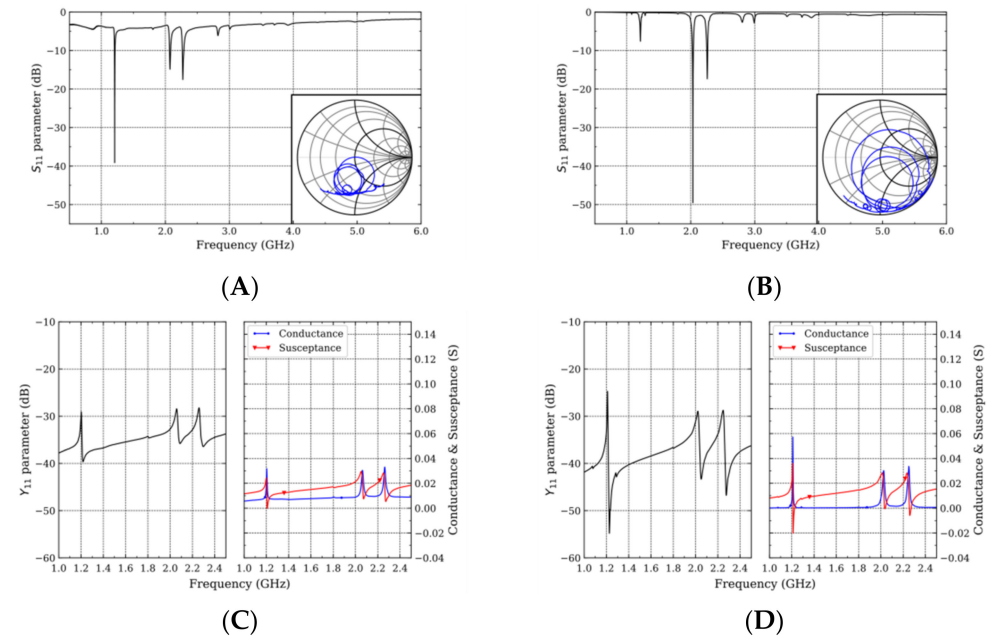 0
−10
−20
−30
−40
−50
S11 parameter (dB)
1.0 2.0 3.0 4.0 5.0 6.0
Frequency (GHz)
(A)
0
−10
−20
−30
−40
−50
S11 parameter (dB)
1.0 2.0 3.0 4.0 5.0 6.0
Frequency (GHz)
(B)
−10
−20
−30
−40
−50
−60
Y11 parameter (dB)
1.0 1.2 1.4 1.6 1.8 2.0 2.2 2.4
Conductance
Susceptance
0.14
0.12
0.10
0.08
0.06
0.04
0.02
0.00
−0.02
−0.04
Conductance & Susceptance (S)
1.0 1.2 1.4 1.6 1.8 2.0 2.2 2.4
Frequency (GHz)
(C)
−10
−20
−30
−40
−50
−60
Y11 parameter (dB)
1.0 1.2 1.4 1.6 1.8 2.0 2.2 2.4
Conductance
Susceptance
0.14
0.12
0.10
0.08
0.06
0.04
0.02
0.00
−0.02
−0.04
Conductance & Susceptance (S)
1.0 1.2 1.4 1.6 1.8 2.0 2.2 2.4
Frequency (GHz)
(D)